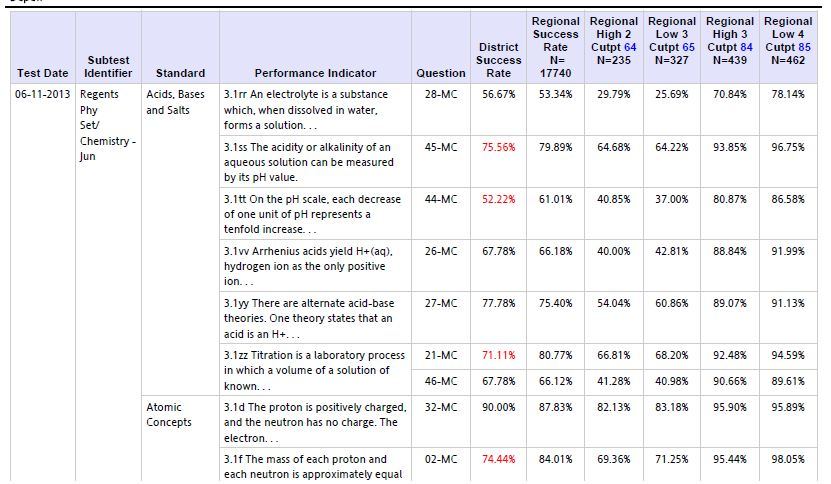 Regional Regional Regional Regional Regional
Success High 2 Low 3 High 3 Low 4
District Rate Cutpt 64 Cutpt 65 Cutpt 84 Cutpt 85
Subtest Success N= N=235 N=327 N=439 N=462
Test Date Identifier Standard Performance Indicator Question Rate 17740
06-11-2013 Regents Acids, Bases 3.1rr An electrolyte is a substance 28-MC 56.67% 53.34% 29.79% 25.69% 70.84% 78.14%
Phy and Salts which, when dissolved in water,
Set/ forms a solution. . .
Chemistry - 3.1ss The acidity or alkalinity of an 45-MC 75.56% 79.89% 64.68% 64.22% 93.85% 96.75%
Jun aqueous solution can be measured
by its pH value.
3.1tt On the pH scale, each decrease 44-MC 52.22% 61.01% 40.85% 37.00% 80.87% 86.58%
of one unit of pH represents a
tenfold increase. . .
3.1vv Arrhenius acids yield H+(aq), 26-MC 67.78% 66.18% 40.00% 42.81% 88.84% 91.99%
hydrogen ion as the only positive
ion. . .
3.1yy There are alternate acid-base 27-MC 77.78% 75.40% 54.04% 60.86% 89.07% 91.13%
theories. One theory states that an
acid is an H+. . .
3.1zz Titration is a laboratory process 21-MC 71.11% 80.77% 66.81% 68.20% 92.48% 94.59%
in which a volume of a solution of
known. . . 46-MC 67.78% 66.12% 41.28% 40.98% 90.66% 89.61%
Atomic 3.1d The proton is positively charged, 32-MC 90.00% 87.83% 82.13% 83.18% 95.90% 95.89%
Concepts and the neutron has no charge. The
electron. . .
3.1f The mass of each proton and 02-MC 74.44% 84.01% 69.36% 71.25% 95.44% 98.05%
each neutron is approximately equal